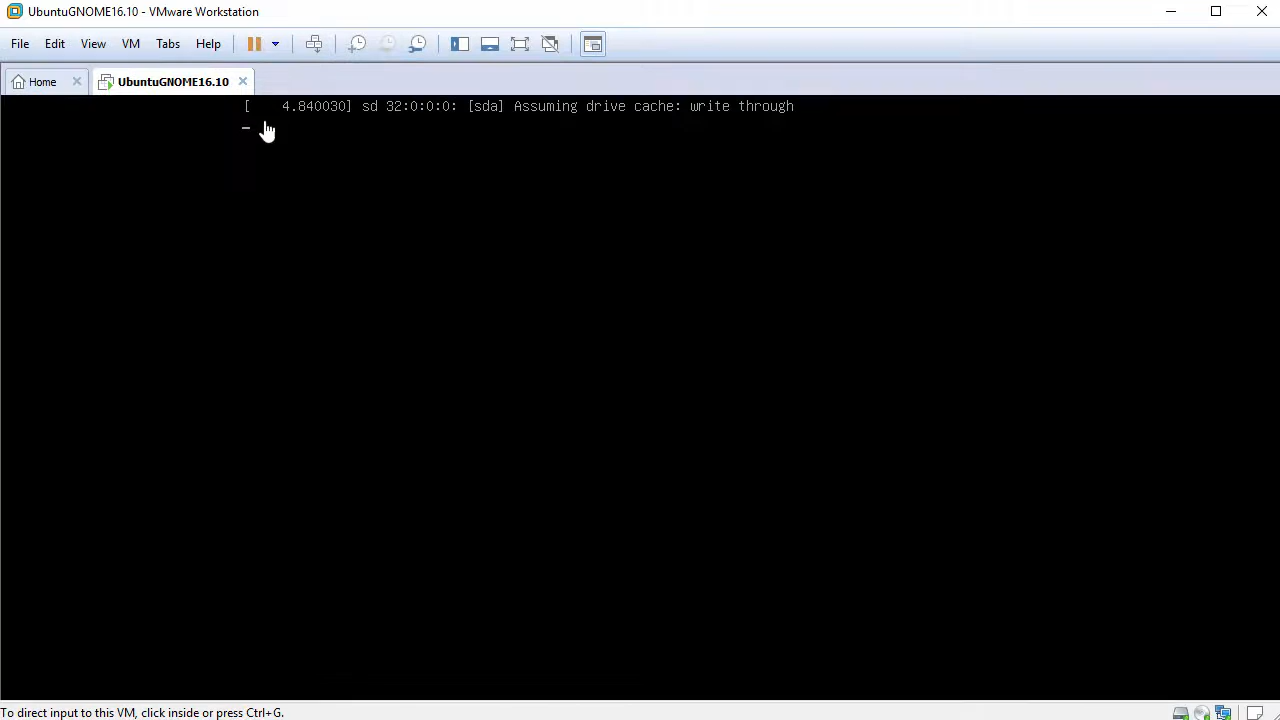 UbuntuGNOME16.10 - VMware Workstation
File Edit View VM Tabs Help
Home UbuntuGNOME16.10
[    4.840030] sd 32:0:0:0: [sda] Assuming drive cache: write through
To direct input to this VM, click inside or press Ctrl+G.